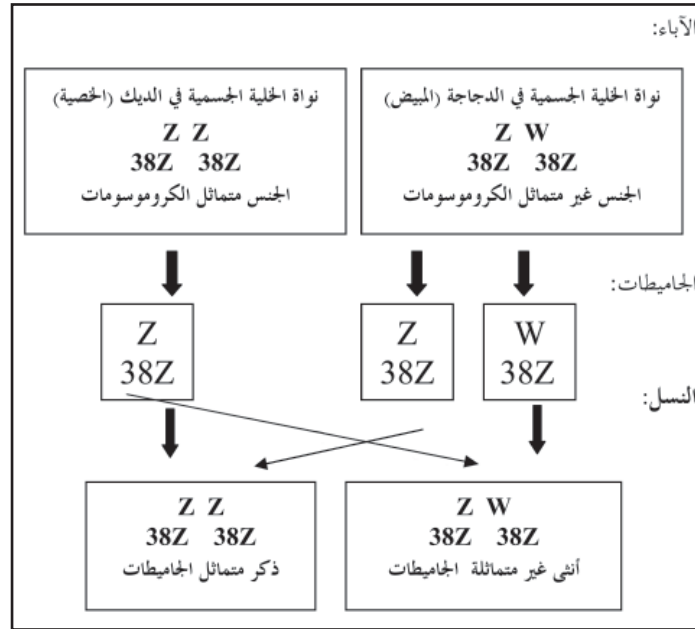 الآباء:
نواة الخلية الجسمية في الدجاجة (المبيض)
Z W
38Z 38Z
الجنس غير متماثل الكروموسومات
نواة الخلية الجسمية في الديك (الخصية)
Z Z
38Z 38Z
الجنس متماثل الكروموسومات
الجاميطات:
W
38Z
Z
38Z
Z
38Z
النسل:
Z W
38Z 38Z
أنثى غير متماثلة الجاميطات
Z Z
38Z 38Z
ذكر متماثل الجاميطات